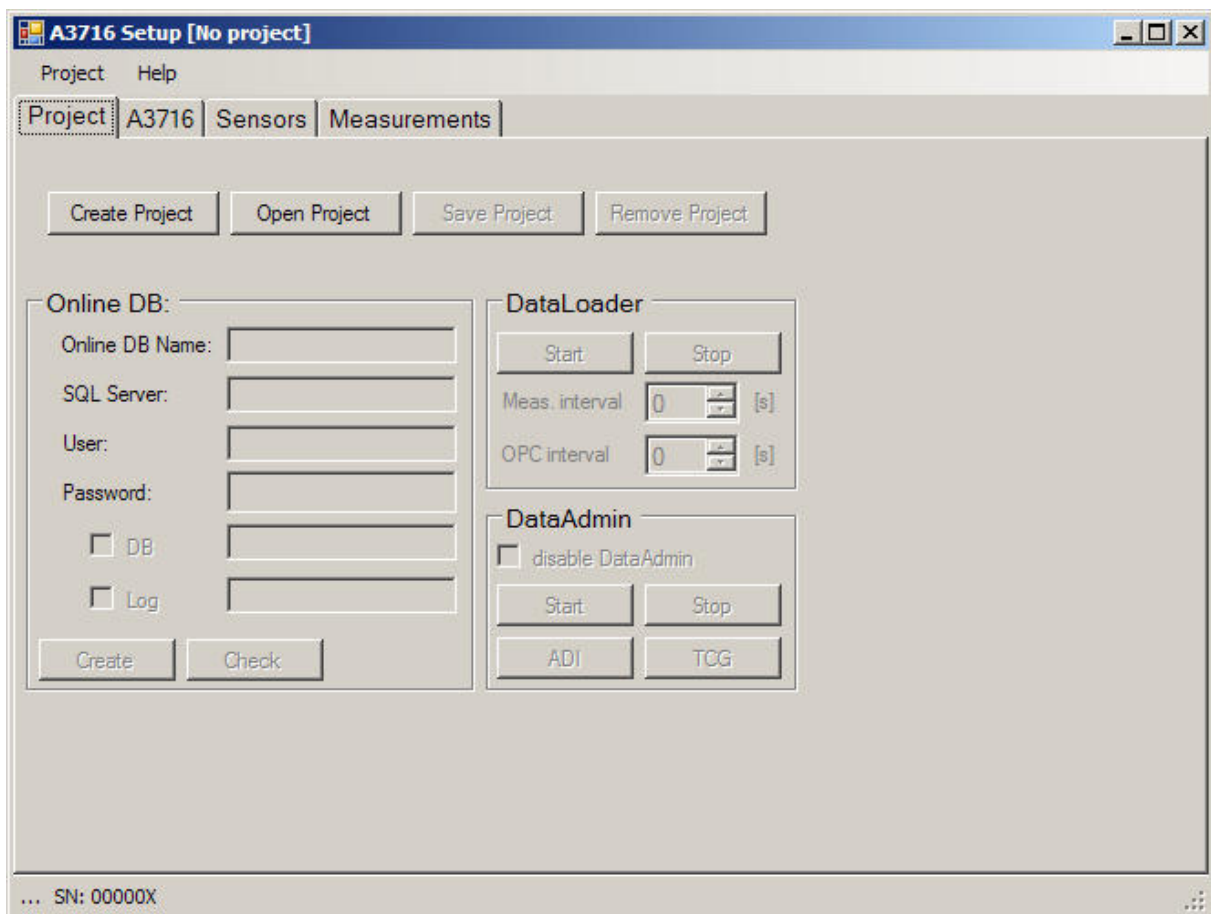 A3716 Setup [No project]
Project Help
Project A3716 Sensors Measurements
Create Project Open Project Save Project Remove Project
Online DB:
Online DB Name:
SQL Server:
User:
Password:
DB
Log
Create Check
DataLoader
Start Stop
Meas. interval 0 [s]
OPC interval 0 [s]
DataAdmin
disable DataAdmin
Start Stop
ADI TCG
... SN: 00000X